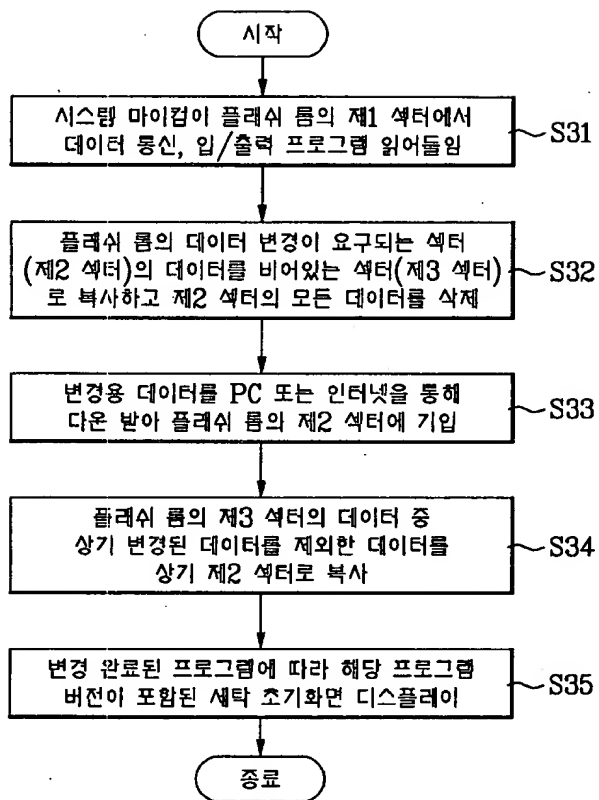 시작
시스템 마이컴이 플래쉬 롬의 제1 섹터에서
데이터 통신, 입/출력 프로그램 읽어들임
S31
플래쉬 롬의 데이터 변경이 요구되는 섹터
(제2 섹터)의 데이터를 비어있는 섹터(제3 섹터)
로 복사하고 제2 섹터의 모든 데이터를 삭제
S32
변경용 데이터를 PC 또는 인터넷을 통해
다운 받아 플래쉬 롬의 제2 섹터에 기입
S33
플래쉬 롬의 제3 섹터의 데이터 중
상기 변경된 데이터를 제외한 데이터를
상기 제2 섹터로 복사
S34
변경 완료된 프로그램에 따라 해당 프로그램
버전이 포함된 세탁 초기화면 디스플레이
S35
종료